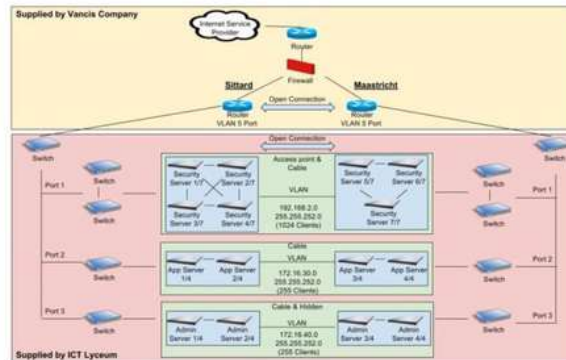 Supplied by Vancis Company
Internet Service
Provider
Router
Firewall
Sittard
Maastricht
Open Connection
Router
VLAN 5 Port
Router
VLAN 5 Port
Switch
Open Connection
Switch
Port 1
Switch
Switch
Security
Server 1/7
Security
Server 2/7
Security
Server 3/7
Security
Server 4/7
Access point &
Cable
VLAN
192.168.2.0
255.255.252.0
(1024 Clients)
Security
Server 5/7
Security
Server 6/7
Security
Server 7/7
Switch
Switch
Port 1
Port 2
Switch
App Server
1/4
App Server
2/4
Cable
VLAN
172.16.30.0
255.255.252.0
(255 Clients)
App Server
3/4
App Server
4/4
Switch
Port 2
Port 3
Switch
Admin
Server 1/4
Admin
Server 2/4
Cable & Hidden
VLAN
172.16.40.0
255.255.252.0
(255 Clients)
Admin
Server 3/4
Admin
Server 4/4
Switch
Port 3
Supplied by ICT Lyceum